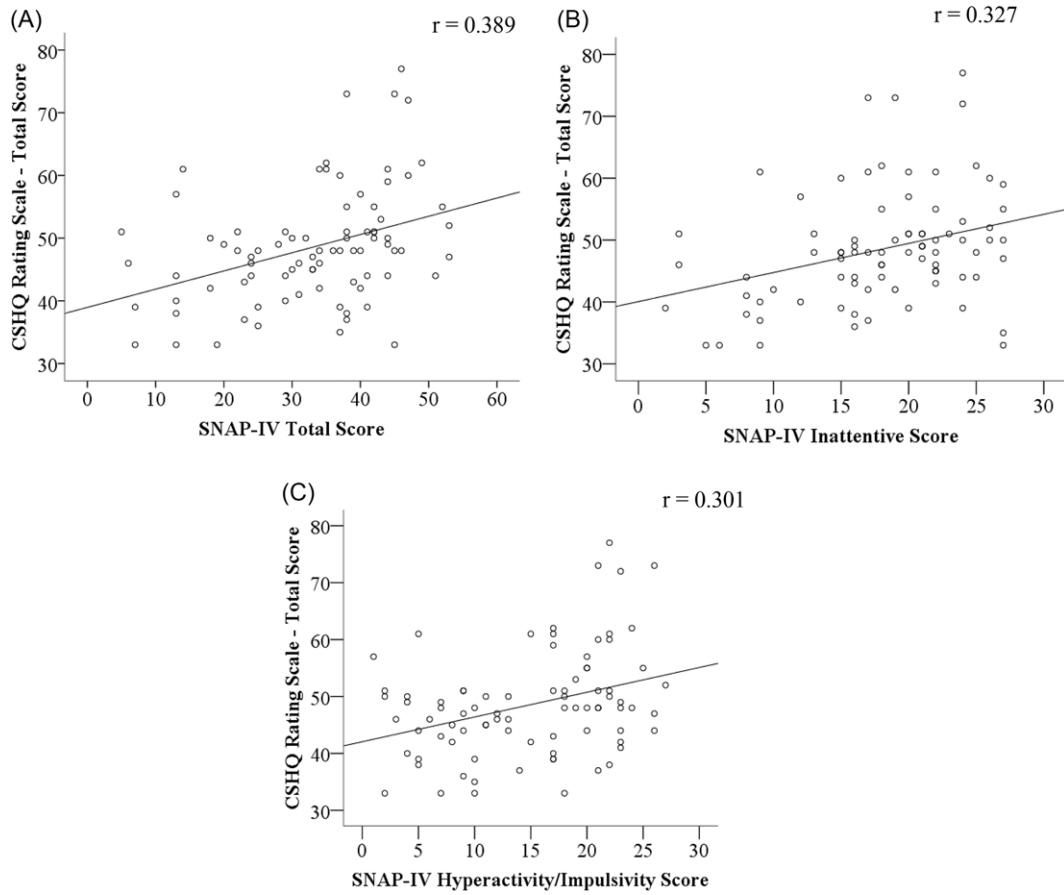 (A)
r = 0.389
CSHQ Rating Scale - Total Score
80
70
60
50
40
30
0 10 20 30 40 50 60
SNAP-IV Total Score
(B)
r = 0.327
CSHQ Rating Scale - Total Score
80
70
60
50
40
30
0 5 10 15 20 25 30
SNAP-IV Inattentive Score
(C)
r = 0.301
CSHQ Rating Scale - Total Score
80
70
60
50
40
30
0 5 10 15 20 25 30
SNAP-IV Hyperactivity/Impulsivity Score